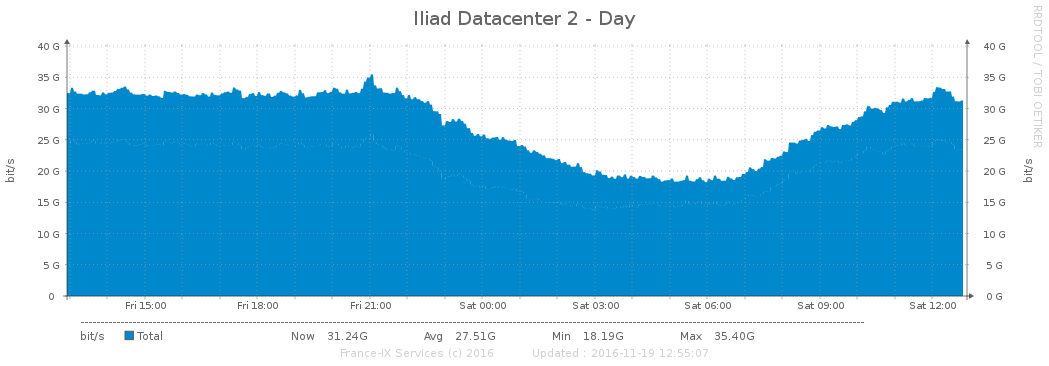 Iliad Datacenter 2 - Day
RRDTOOL / TOBI OETIKER
40 G 40 G
35 G 35 G
30 G 30 G
25 G 25 G
20 G 20 G
15 G 15 G
10 G 10 G
5 G 5 G
0 0 G
bit/s
bit/s
Fri 15:00 Fri 18:00 Fri 21:00 Sat 00:00 Sat 03:00 Sat 06:00 Sat 09:00 Sat 12:00
bit/s Total Now 31.24G Avg 27.51G Min 18.19G Max 35.40G
France-IX Services (c) 2016 Updated : 2016-11-19 12:55:07